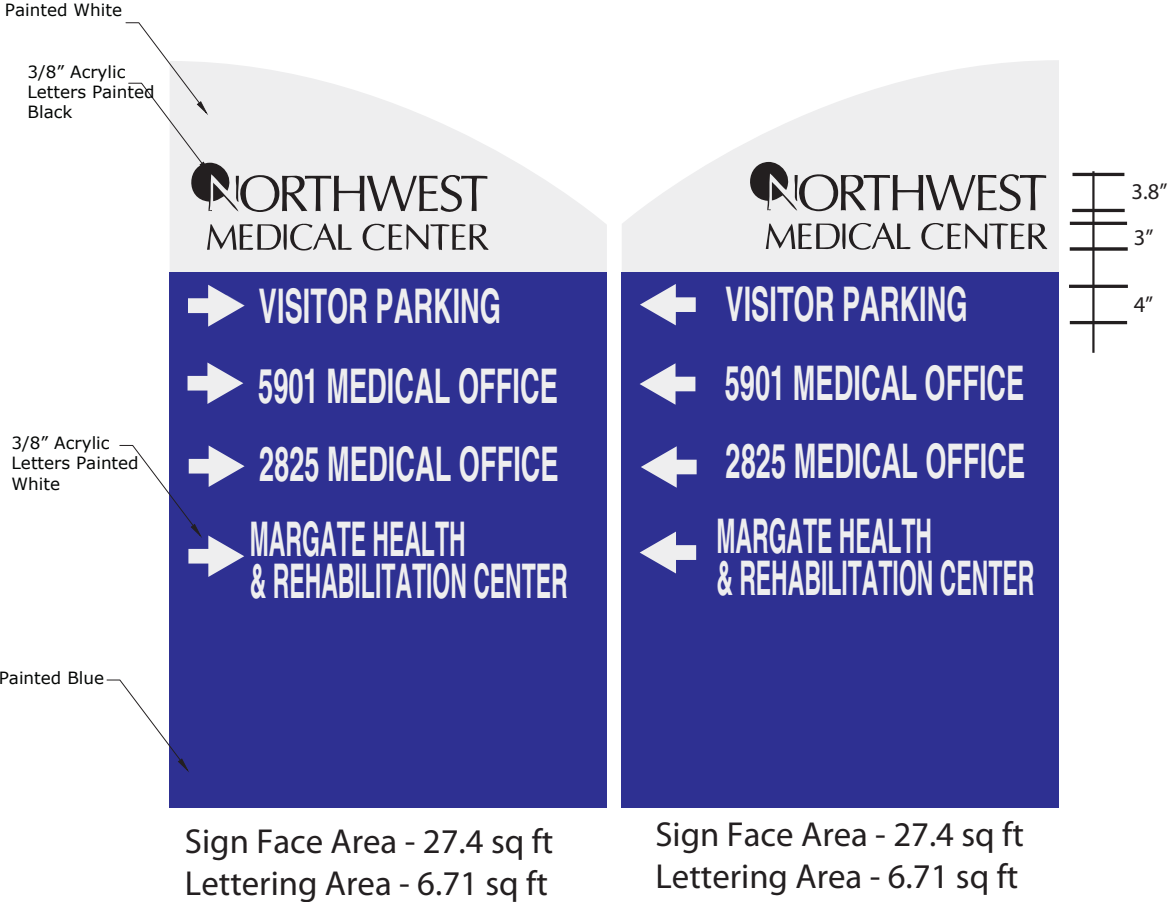 Painted White
3/8” Acrylic
Letters Painted
Black
NORTHWEST
MEDICAL CENTER
VISITOR PARKING
5901 MEDICAL OFFICE
2825 MEDICAL OFFICE
MARGATE HEALTH
& REHABILITATION CENTER
3/8” Acrylic
Letters Painted
White
Painted Blue
Sign Face Area - 27.4 sq ft
Lettering Area - 6.71 sq ft
NORTHWEST
MEDICAL CENTER
VISITOR PARKING
5901 MEDICAL OFFICE
2825 MEDICAL OFFICE
MARGATE HEALTH
& REHABILITATION CENTER
Sign Face Area - 27.4 sq ft
Lettering Area - 6.71 sq ft
3.8”
3”
4”